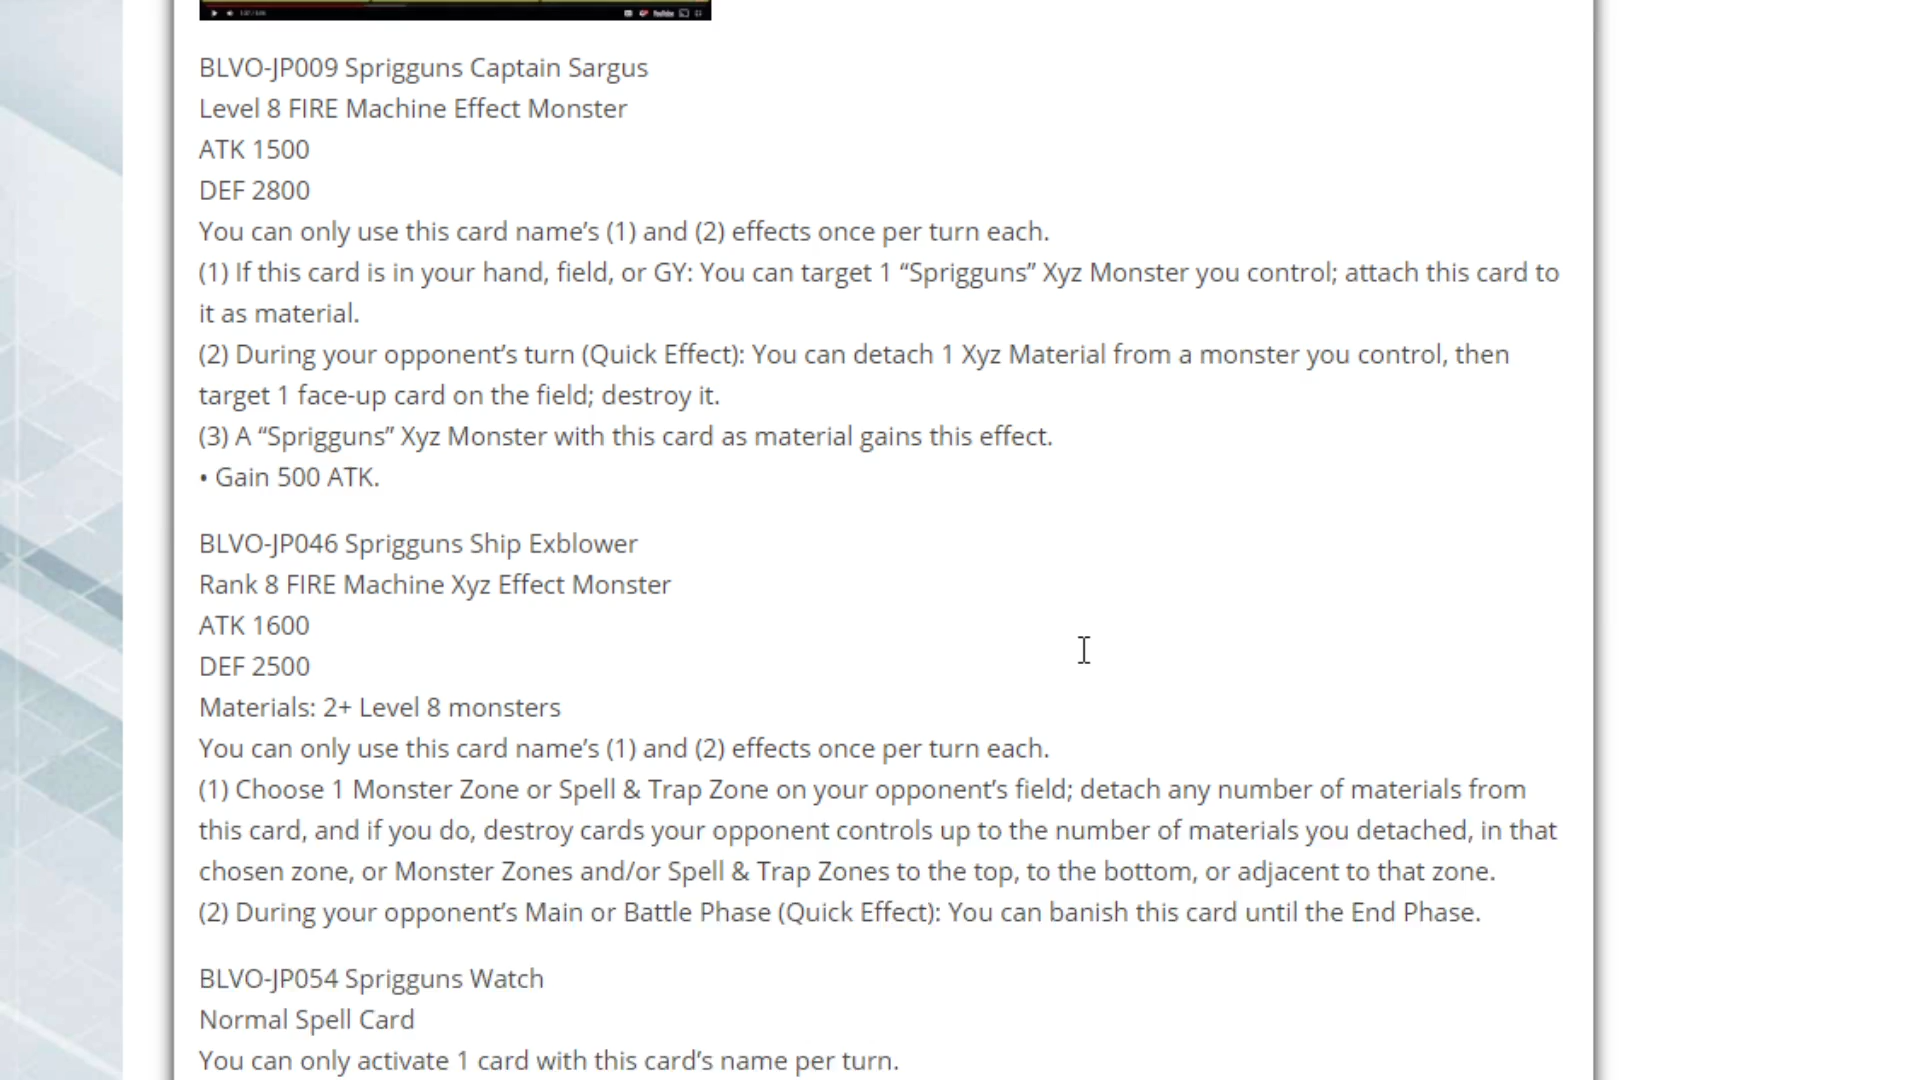 BLVO-JP009 Sprigguns Captain Sargus
Level 8 FIRE Machine Effect Monster
ATK 1500
DEF 2800
You can only use this card name’s (1) and (2) effects once per turn each.
(1) If this card is in your hand, field, or GY: You can target 1 “Sprigguns” Xyz Monster you control; attach this card to
it as material.
(2) During your opponent’s turn (Quick Effect): You can detach 1 Xyz Material from a monster you control, then
target 1 face-up card on the field; destroy it.
(3) A “Sprigguns” Xyz Monster with this card as material gains this effect.
• Gain 500 ATK.
BLVO-JP046 Sprigguns Ship Exblower
Rank 8 FIRE Machine Xyz Effect Monster
ATK 1600
DEF 2500
Materials: 2+ Level 8 monsters
You can only use this card name’s (1) and (2) effects once per turn each.
(1) Choose 1 Monster Zone or Spell & Trap Zone on your opponent’s field; detach any number of materials from
this card, and if you do, destroy cards your opponent controls up to the number of materials you detached, in that
chosen zone, or Monster Zones and/or Spell & Trap Zones to the top, to the bottom, or adjacent to that zone.
(2) During your opponent’s Main or Battle Phase (Quick Effect): You can banish this card until the End Phase.
BLVO-JP054 Sprigguns Watch
Normal Spell Card
You can only activate 1 card with this card’s name per turn.